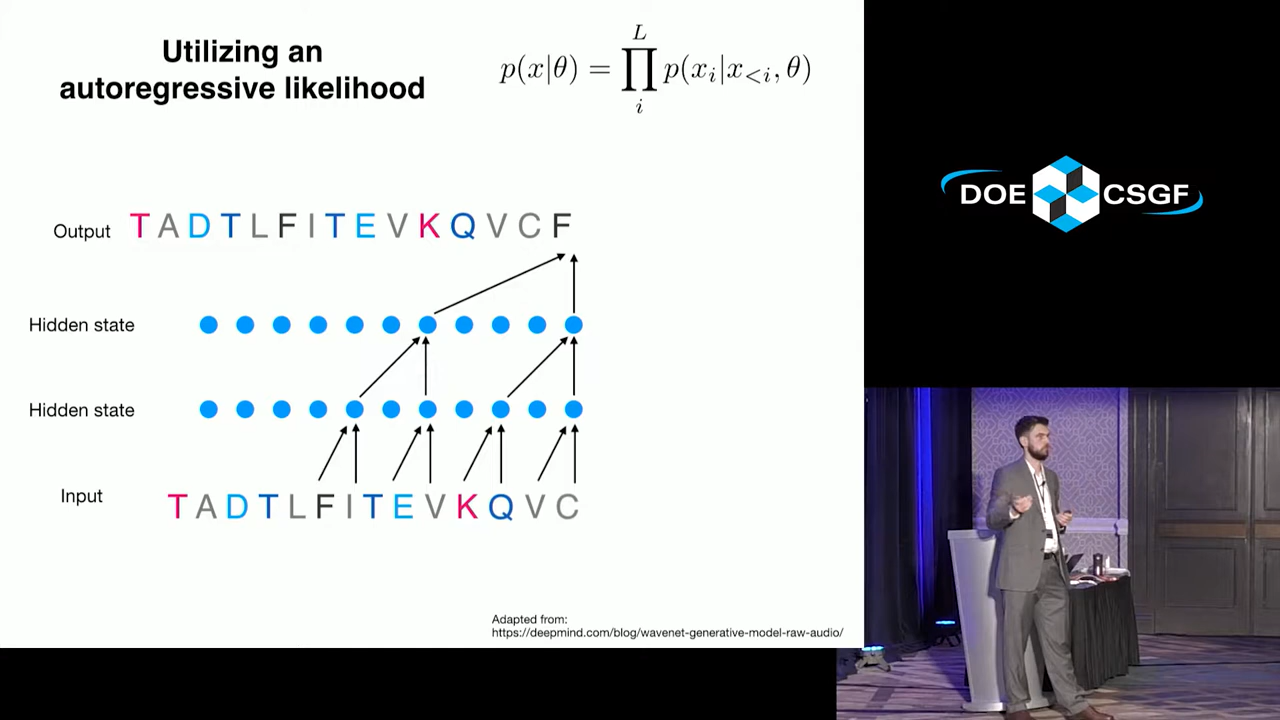 Utilizing an
autoregressive likelihood
p(x|θ) = ∏_i^L p(x_i|x_{<i}, θ)
Output TADTLFITEVKQVCF
Hidden state
Hidden state
Input TADTLFITEVKQVC
Adapted from:
https://deepmind.com/blog/wavenet-generative-model-raw-audio/
DOE CSGF